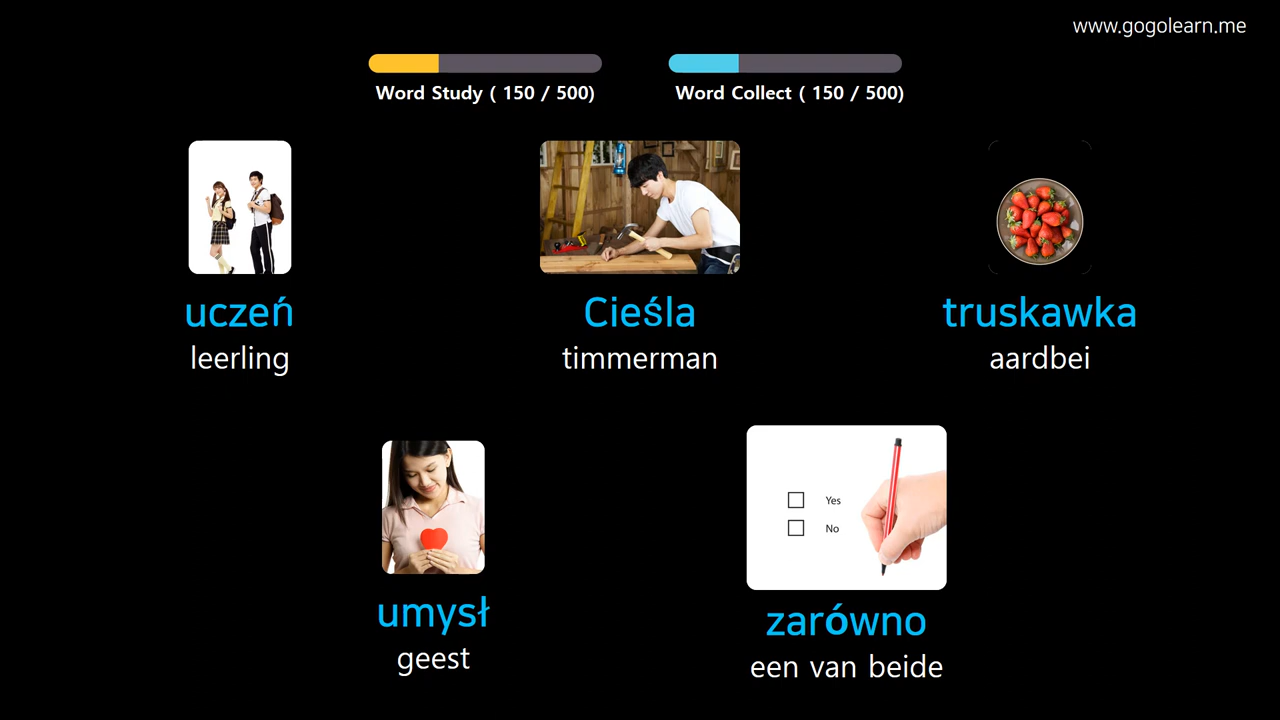 www.gogolearn.me
Word Study ( 150 / 500)
Word Collect ( 150 / 500)
uczeń
leerling
Cieśla
timmerman
truskawka
aardbei
umysł
geest
Yes
No
zarówno
een van beide